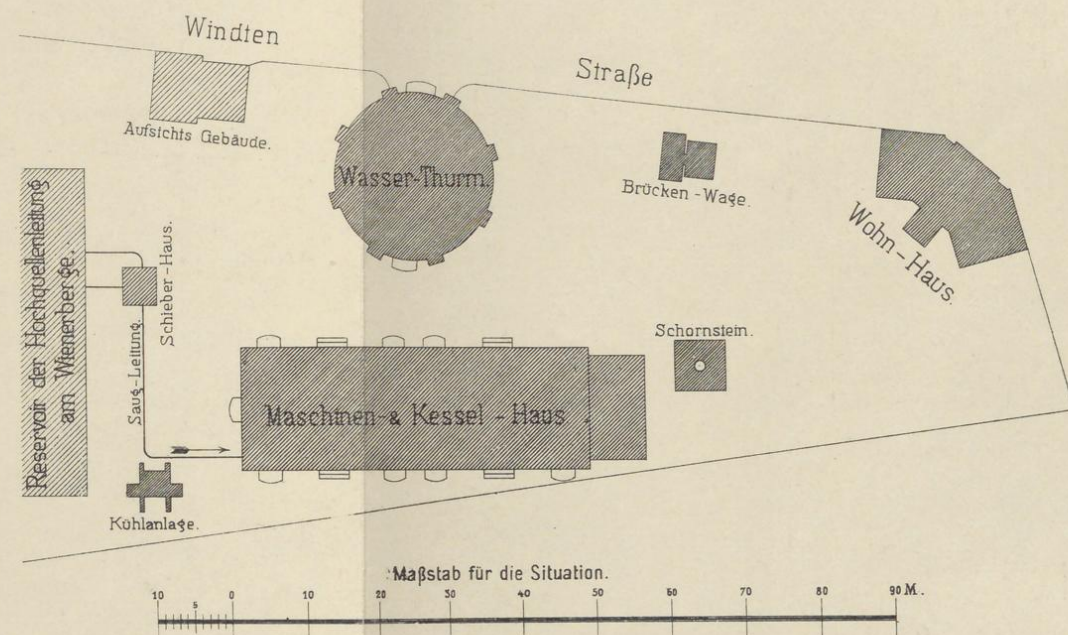 Windten
Straße
Aufsichts Gebäude.
Wasser-Thurm.
Brücken-Wage.
Wohn-Haus.
Reservoir der Hochquellenleitung
am Wienerberge.
Schieber-Haus.
Saug-Leitung.
Schornstein.
Maschinen- & Kessel-Haus
Kühlanlage.
Maßstab für die Situation.
10 5 0 10 20 30 40 50 60 70 80 90 M.